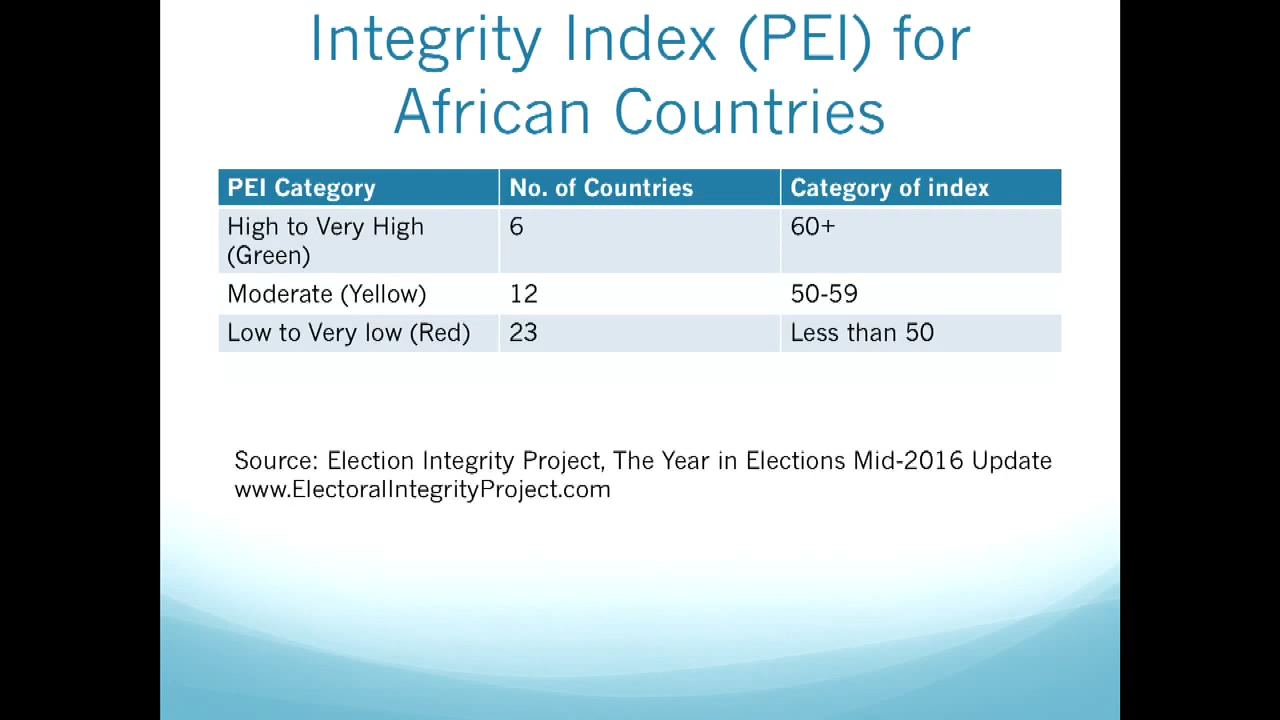 Integrity Index (PEI) for
African Countries
PEI Category No. of Countries Category of index
High to Very High 6 60+
(Green)
Moderate (Yellow) 12 50-59
Low to Very low (Red) 23 Less than 50
Source: Election Integrity Project, The Year in Elections Mid-2016 Update
www.ElectoralIntegrityProject.com